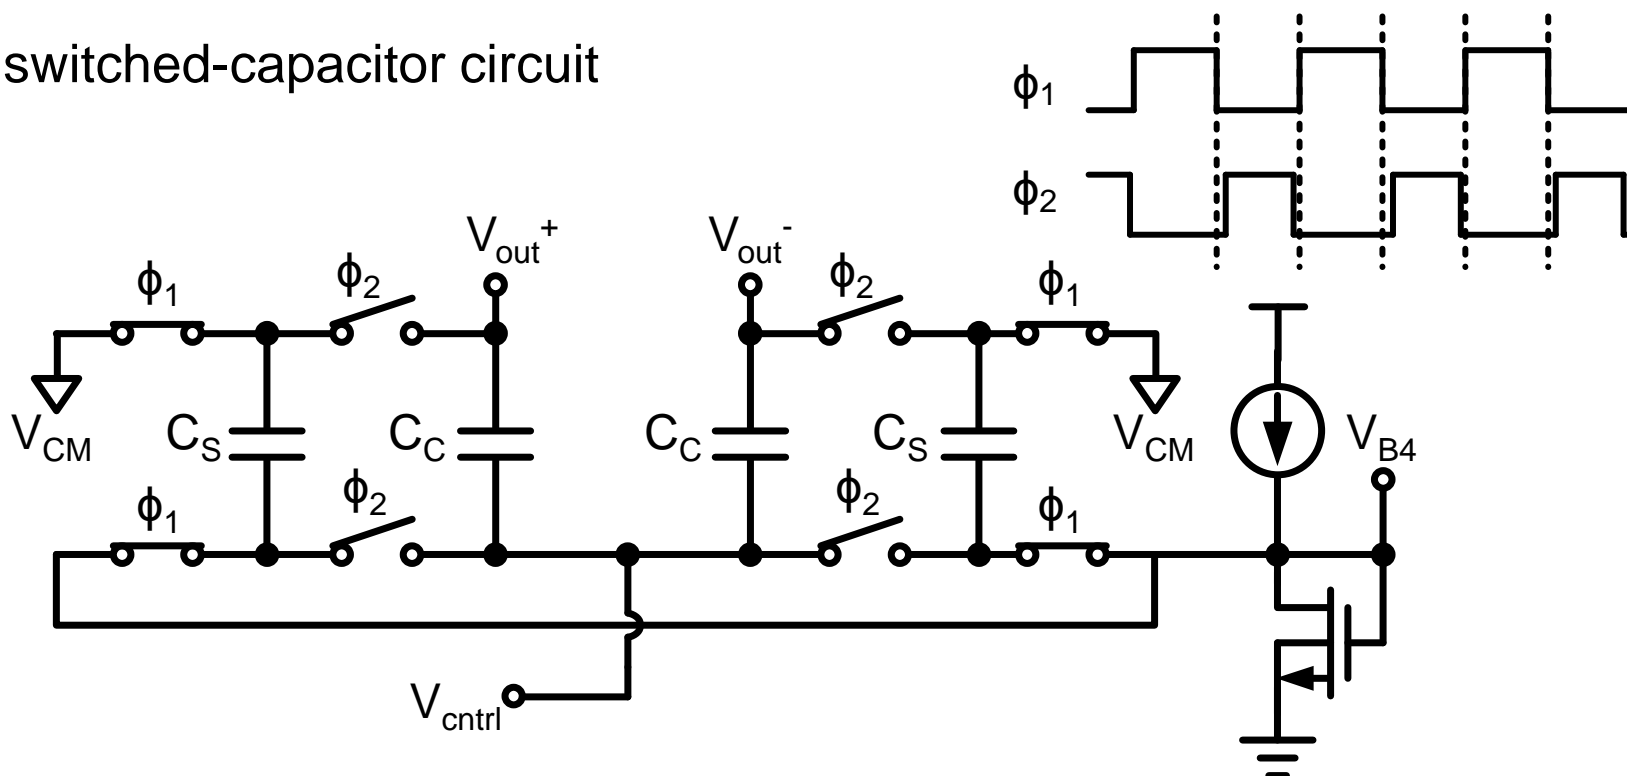 switched-capacitor circuit
ϕ1
ϕ2
Vout+
Vout-
ϕ1
ϕ2
ϕ2
ϕ1
VCM
CS
CC
CC
CS
VCM
VB4
ϕ1
ϕ2
ϕ2
ϕ1
Vcntrl